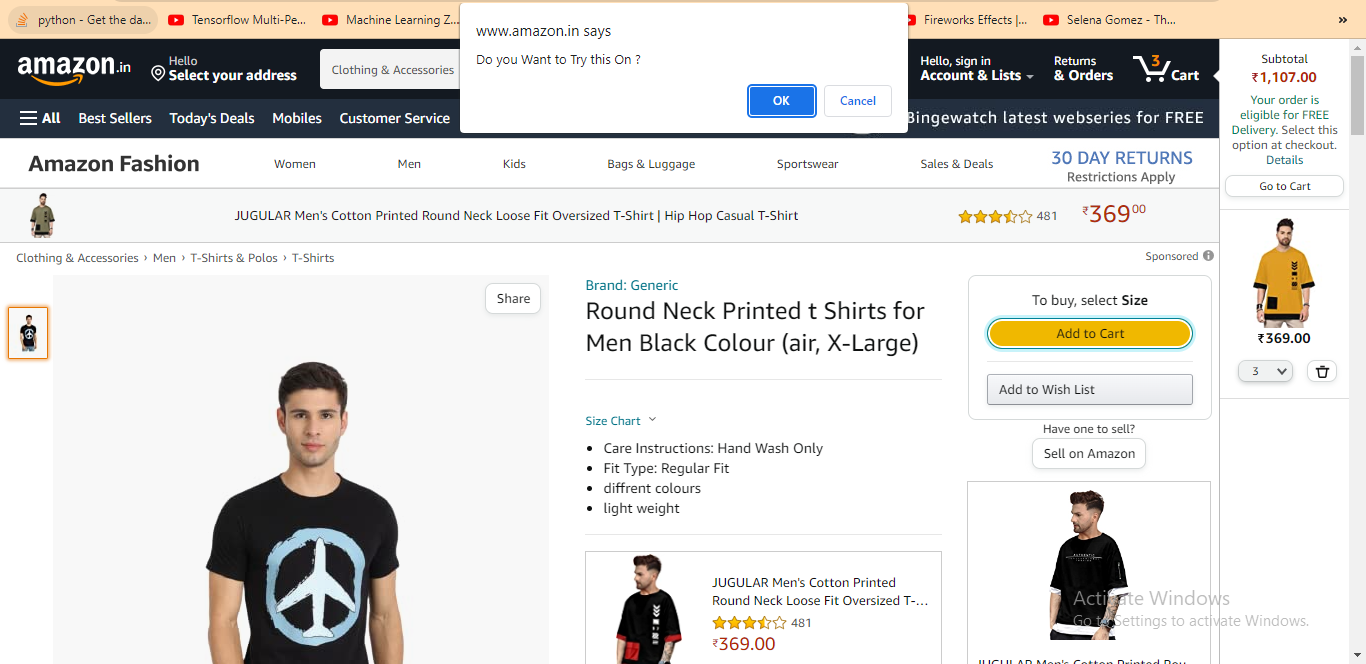 python - Get the da...
Tensorflow Multi-Pe...
Machine Learning Z...
Fireworks Effects |...
Selena Gomez - Th...
»
www.amazon.in says
Do you Want to Try this On ?
OK
Cancel
amazon.in
Hello
Select your address
Clothing & Accessories
Hello, sign in
Account & Lists
Returns
& Orders
3
Cart
All
Best Sellers
Today's Deals
Mobiles
Customer Service
Bingewatch latest webseries for FREE
Subtotal
₹1,107.00
Your order is
eligible for FREE
Delivery. Select this
option at checkout.
Details
Go to Cart
₹369.00
3
Amazon Fashion
Women
Men
Kids
Bags & Luggage
Sportswear
Sales & Deals
30 DAY RETURNS
Restrictions Apply
JUGULAR Men's Cotton Printed Round Neck Loose Fit Oversized T-Shirt | Hip Hop Casual T-Shirt
481
₹36900
Clothing & Accessories › Men › T-Shirts & Polos › T-Shirts
Sponsored
Share
Brand: Generic
Round Neck Printed t Shirts for
Men Black Colour (air, X-Large)
Size Chart
• Care Instructions: Hand Wash Only
• Fit Type: Regular Fit
• diffrent colours
• light weight
JUGULAR Men's Cotton Printed
Round Neck Loose Fit Oversized T-...
481
₹369.00
To buy, select Size
Add to Cart
Add to Wish List
Have one to sell?
Sell on Amazon
JUGULAR Men's Cotton Printed Rou
Activate Windows
Go to Settings to activate Windows.